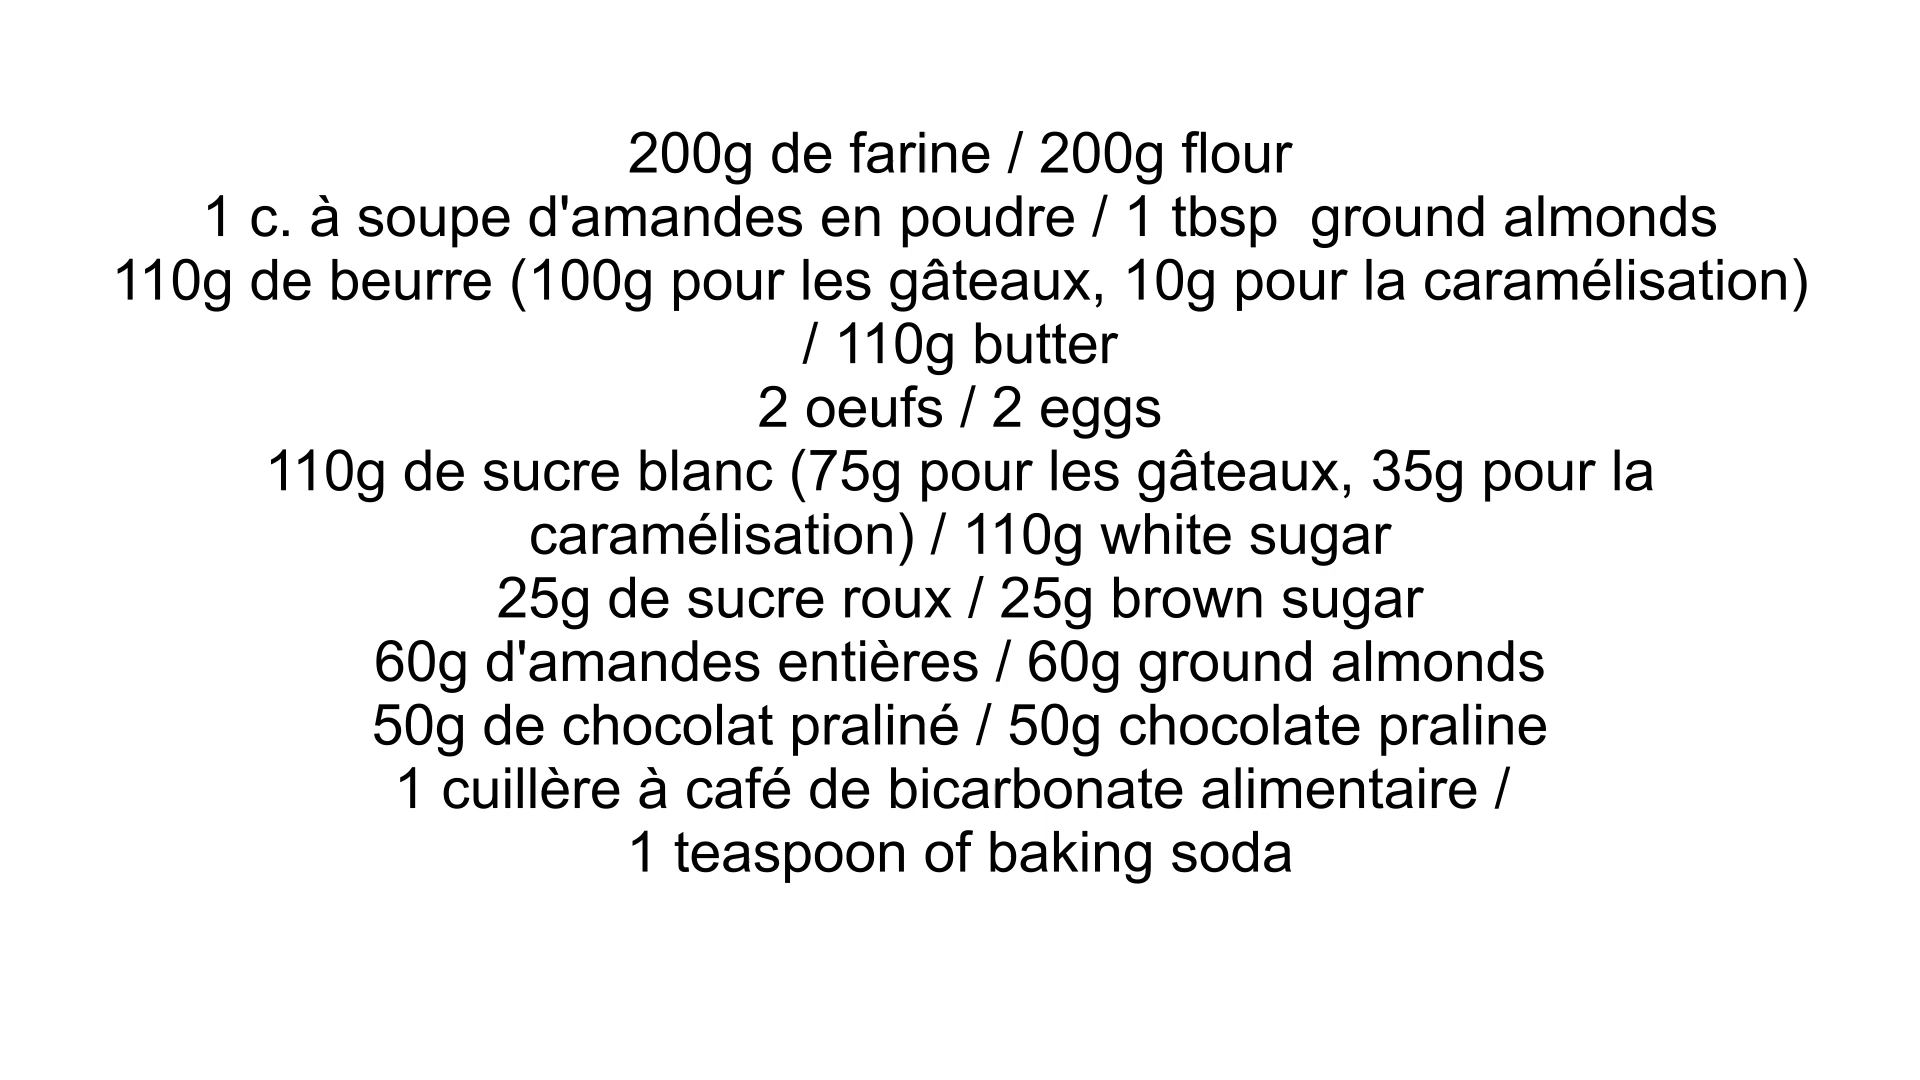 200g de farine / 200g flour
1 c. à soupe d'amandes en poudre / 1 tbsp  ground almonds
110g de beurre (100g pour les gâteaux, 10g pour la caramélisation)
/ 110g butter
2 oeufs / 2 eggs
110g de sucre blanc (75g pour les gâteaux, 35g pour la
caramélisation) / 110g white sugar
25g de sucre roux / 25g brown sugar
60g d'amandes entières / 60g ground almonds
50g de chocolat praliné / 50g chocolate praline
1 cuillère à café de bicarbonate alimentaire /
1 teaspoon of baking soda